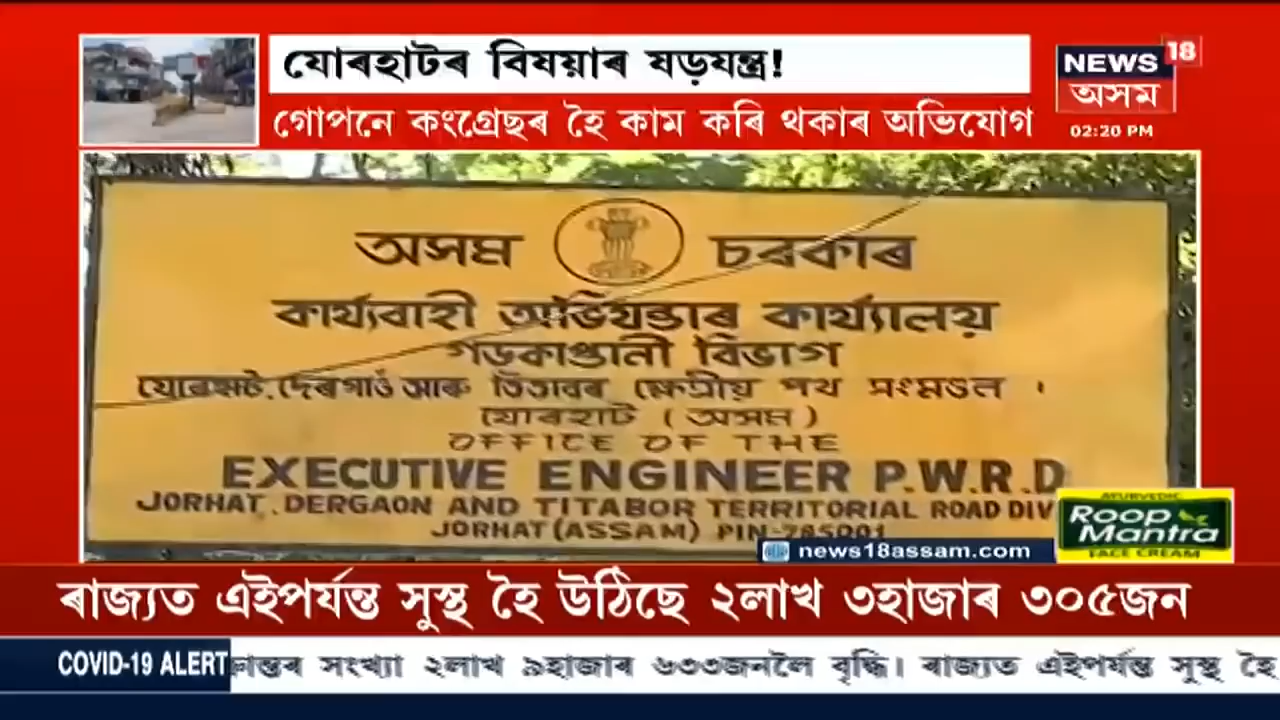 যোৰহাটৰ বিষয়াৰ ষড়যন্ত্ৰ!
গোপনে কংগ্ৰেছৰ হৈ কাম কৰি থকাৰ অভিযোগ
NEWS 18
অসম
02:20 PM
অসম চৰকাৰ
কাৰ্য্যবাহী অভিযন্তাৰ কাৰ্য্যালয়
গড়কাপ্তানী বিভাগ
যোৰহাট, দেৰগাওঁ আৰু তিতাবৰ ক্ষেত্ৰীয় পথ সংমণ্ডল ।
যোৰহাট (অসম)
OFFICE OF THE
EXECUTIVE ENGINEER P.W.R.D
JORHAT, DERGAON AND TITABOR TERRITORIAL ROAD DIV
JORHAT (ASSAM) PIN-785001
news18assam.com
AYURVEDIC
Roop
Mantra
FACE CREAM
ৰাজ্যত এইপৰ্যন্ত সুস্থ হৈ উঠিছে ২লাখ ৩হাজাৰ ৩০৫জন
COVID-19 ALERT ক্ৰান্তৰ সংখ্যা ২লাখ ৯হাজাৰ ৬৩৩জনলৈ বৃদ্ধি। ৰাজ্যত এইপৰ্যন্ত সুস্থ হৈ